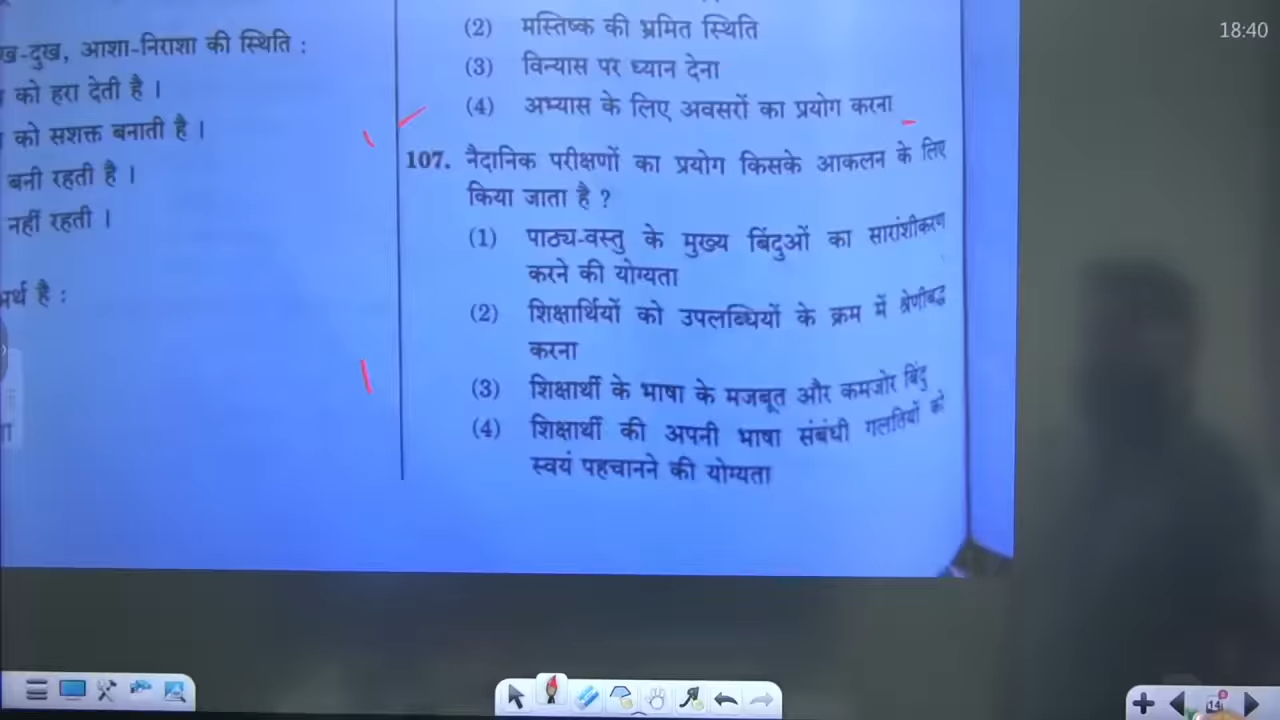 18:40
ख-दुख, आशा-निराशा की स्थिति :
को हरा देती है ।
को सशक्त बनाती है ।
बनी रहती है ।
नहीं रहती ।
अर्थ है :
(2) मस्तिष्क की भ्रमित स्थिति
(3) विन्यास पर ध्यान देना
(4) अभ्यास के लिए अवसरों का प्रयोग करना
107. नैदानिक परीक्षणों का प्रयोग किसके आकलन के लिए
किया जाता है ?
(1) पाठ्य-वस्तु के मुख्य बिंदुओं का सारांशीकरण
करने की योग्यता
(2) शिक्षार्थियों को उपलब्धियों के क्रम में श्रेणीबद्ध
करना
(3) शिक्षार्थी के भाषा के मजबूत और कमजोर बिंदु
(4) शिक्षार्थी की अपनी भाषा संबंधी गलतियों को
स्वयं पहचानने की योग्यता
14